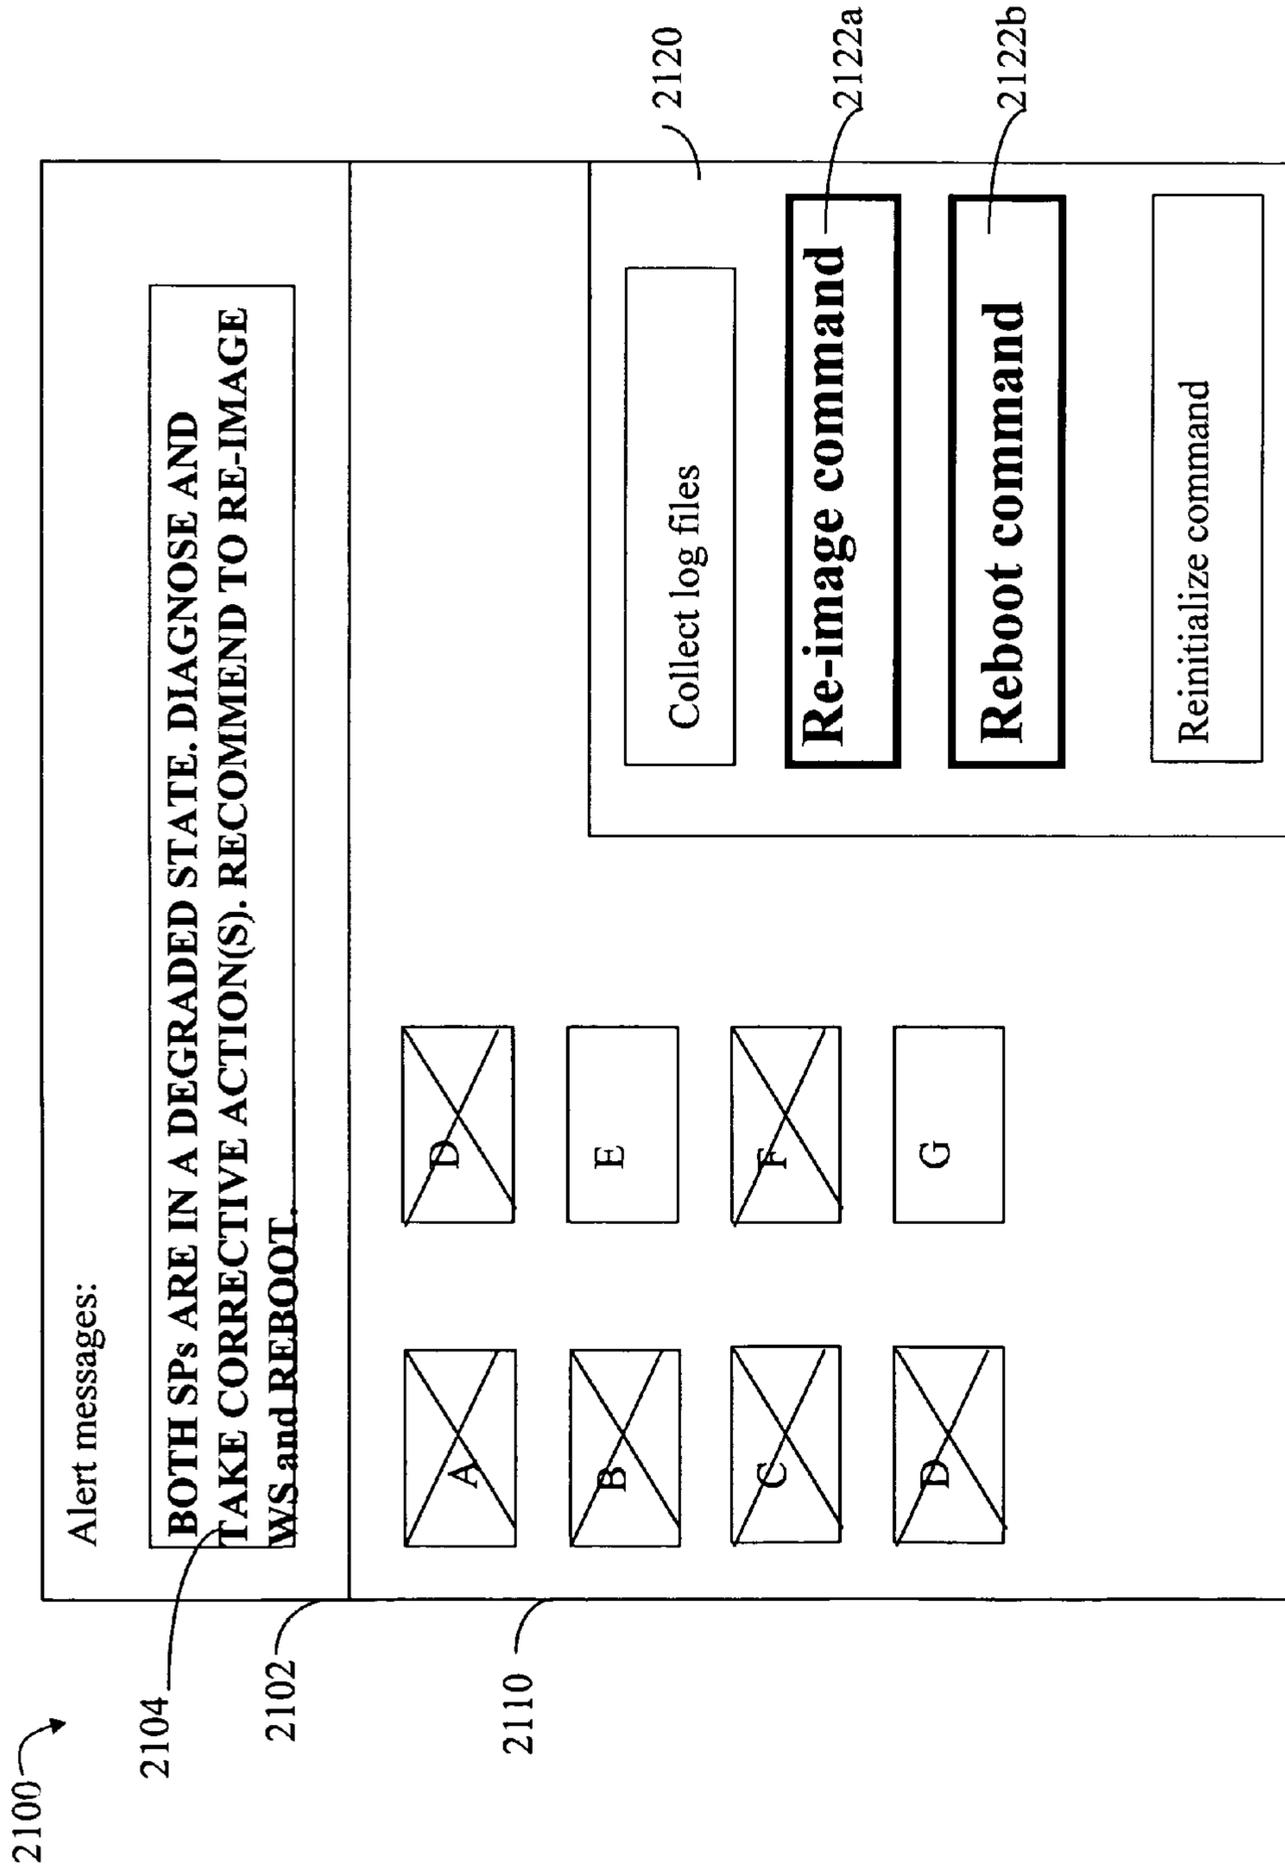 2100
Alert messages:
2104
BOTH SPs ARE IN A DEGRADED STATE. DIAGNOSE AND
TAKE CORRECTIVE ACTION(S). RECOMMEND TO RE-IMAGE
WS and REBOOT.
2102
2110
A
B
C
D
D
E
F
G
2120
Collect log files
Re-image command
2122a
Reboot command
2122b
Reinitialize command